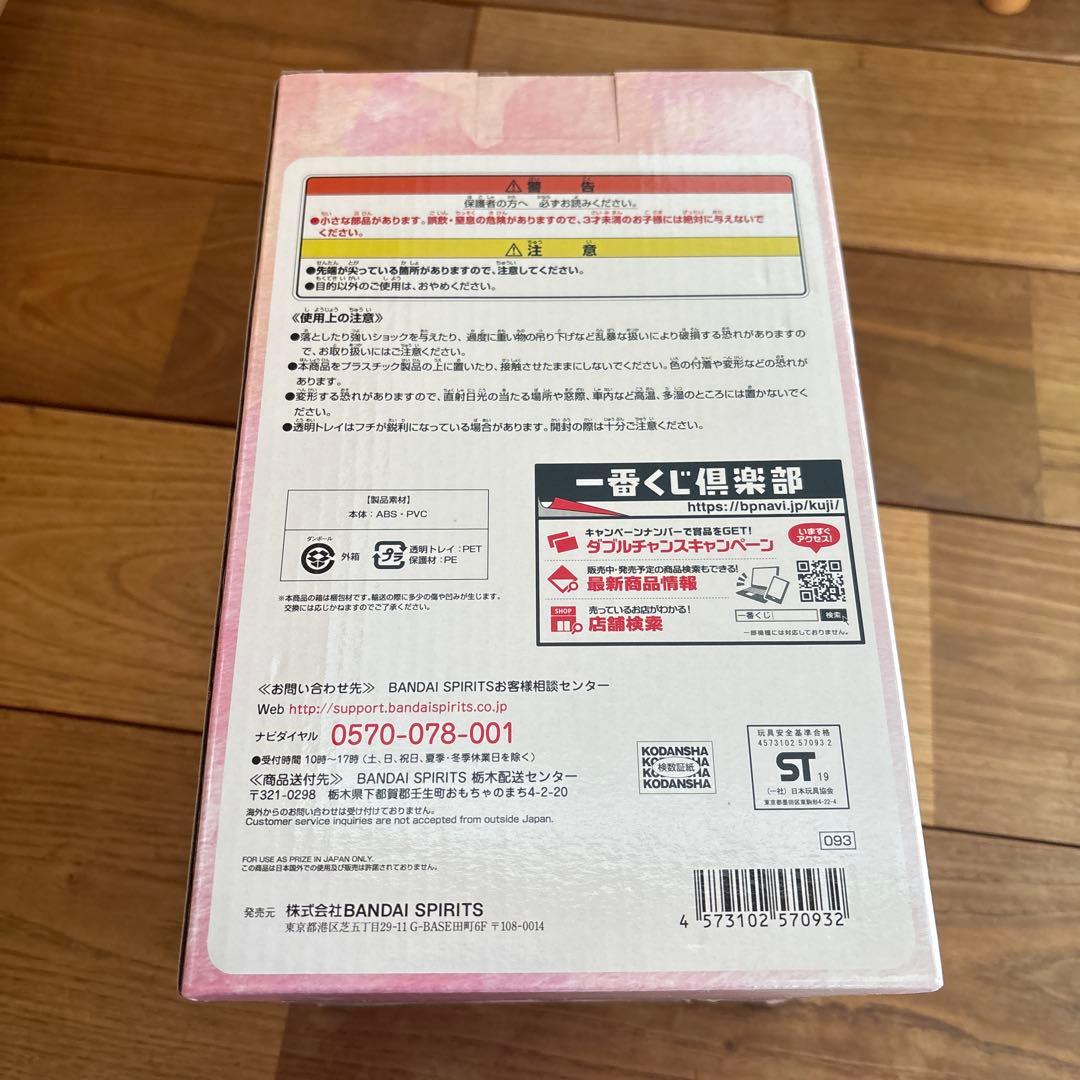 ⚠警告
保護者の方へ 必ずお読みください。
●小さな部品があります。誤飲・窒息の危険がありますので、3才未満のお子様には絶対に与えないで
ください。
⚠注意
●先端が尖っている箇所がありますので、注意してください。
●目的以外のご使用は、おやめください。
《使用上の注意》
●落としたり強いショックを与えたり、過度に重い物の吊り下げなど乱暴な扱いにより破損する恐れがありますの
で、お取り扱いにはご注意ください。
●本商品をプラスチック製品の上に置いたり、接触させたままにしないでください。色の付着や変形などの恐れが
あります。
●変形する恐れがありますので、直射日光の当たる場所や窓際、車内など高温、多湿のところには置かないでく
ださい。
●透明トレイはフチが鋭利になっている場合があります。開封の際は十分ご注意ください。
【製品素材】
本体:ABS・PVC
ダンボール
外箱
プラ
透明トレイ:PET
保護材:PE
※本商品の箱は梱包材です。輸送の際に多少の傷や凹みが生じます。
交換には応じかねますのでご了承ください。
一番くじ倶楽部
https://bpnavi.jp/kuji/
キャンペーンナンバーで賞品をGET!
ダブルチャンスキャンペーン
いますぐ
アクセス!
販売中・発売予定の商品検索もできる!
最新商品情報
SHOP
売っているお店がわかる!
店舗検索
一番くじ 検索
一部機種には対応しておりません。
≪お問い合わせ先≫ BANDAI SPIRITSお客様相談センター
Web http://support.bandaispirits.co.jp
ナビダイヤル 0570-078-001
●受付時間 10時〜17時 (土、日、祝日、夏季・冬季休業日を除く)
≪商品送付先≫ BANDAI SPIRITS 栃木配送センター
〒321-0298 栃木県下都賀郡壬生町おもちゃのまち4-2-20
海外からのお問い合わせは受け付けておりません。
Customer service inquiries are not accepted from outside Japan.
KODANSHA
検数証紙
KODANSHA
玩具安全基準合格
4573102 57093 2
ST 19
(一社) 日本玩具協会
東京都墨田区東駒形4-22-4
093
FOR USE AS PRIZE IN JAPAN ONLY.
この商品は日本国外での使用及び販売は許諾されておりません。
発売元 株式会社BANDAI SPIRITS
東京都港区芝五丁目29-11 G-BASE田町6F 〒108-0014
4 573102 570932